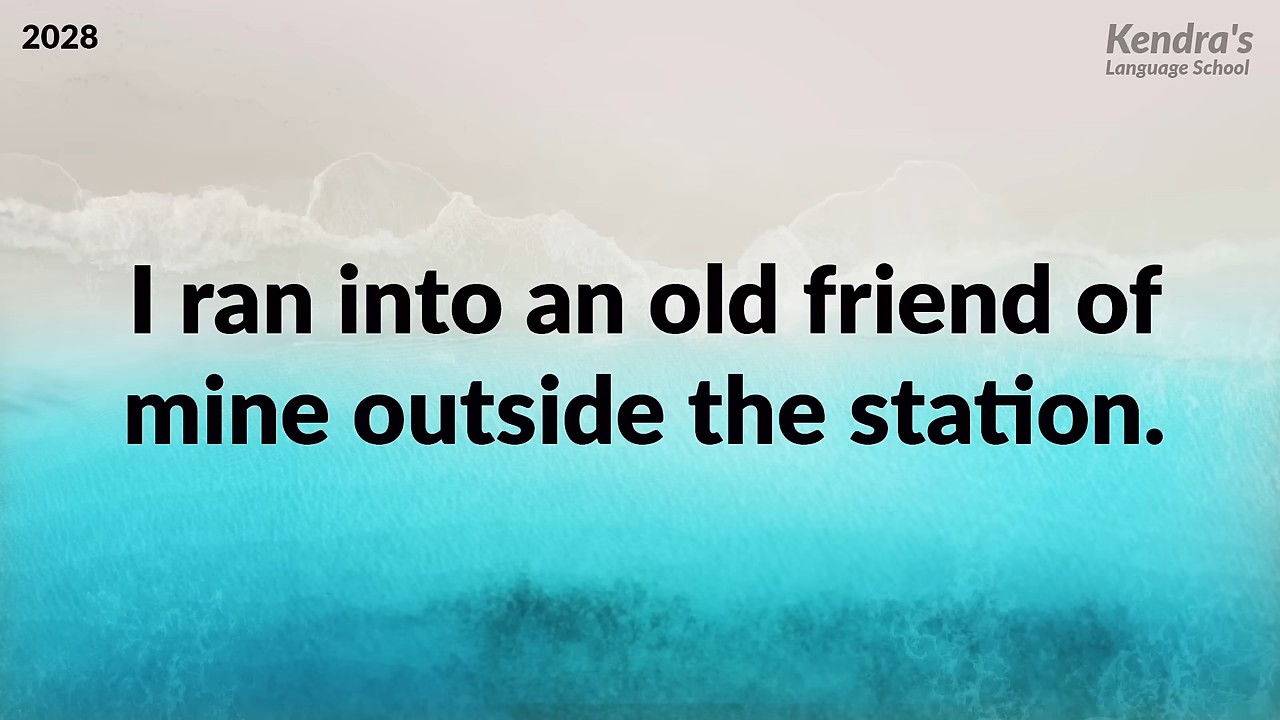 2028
Kendra's
Language School
I ran into an old friend of
mine outside the station.